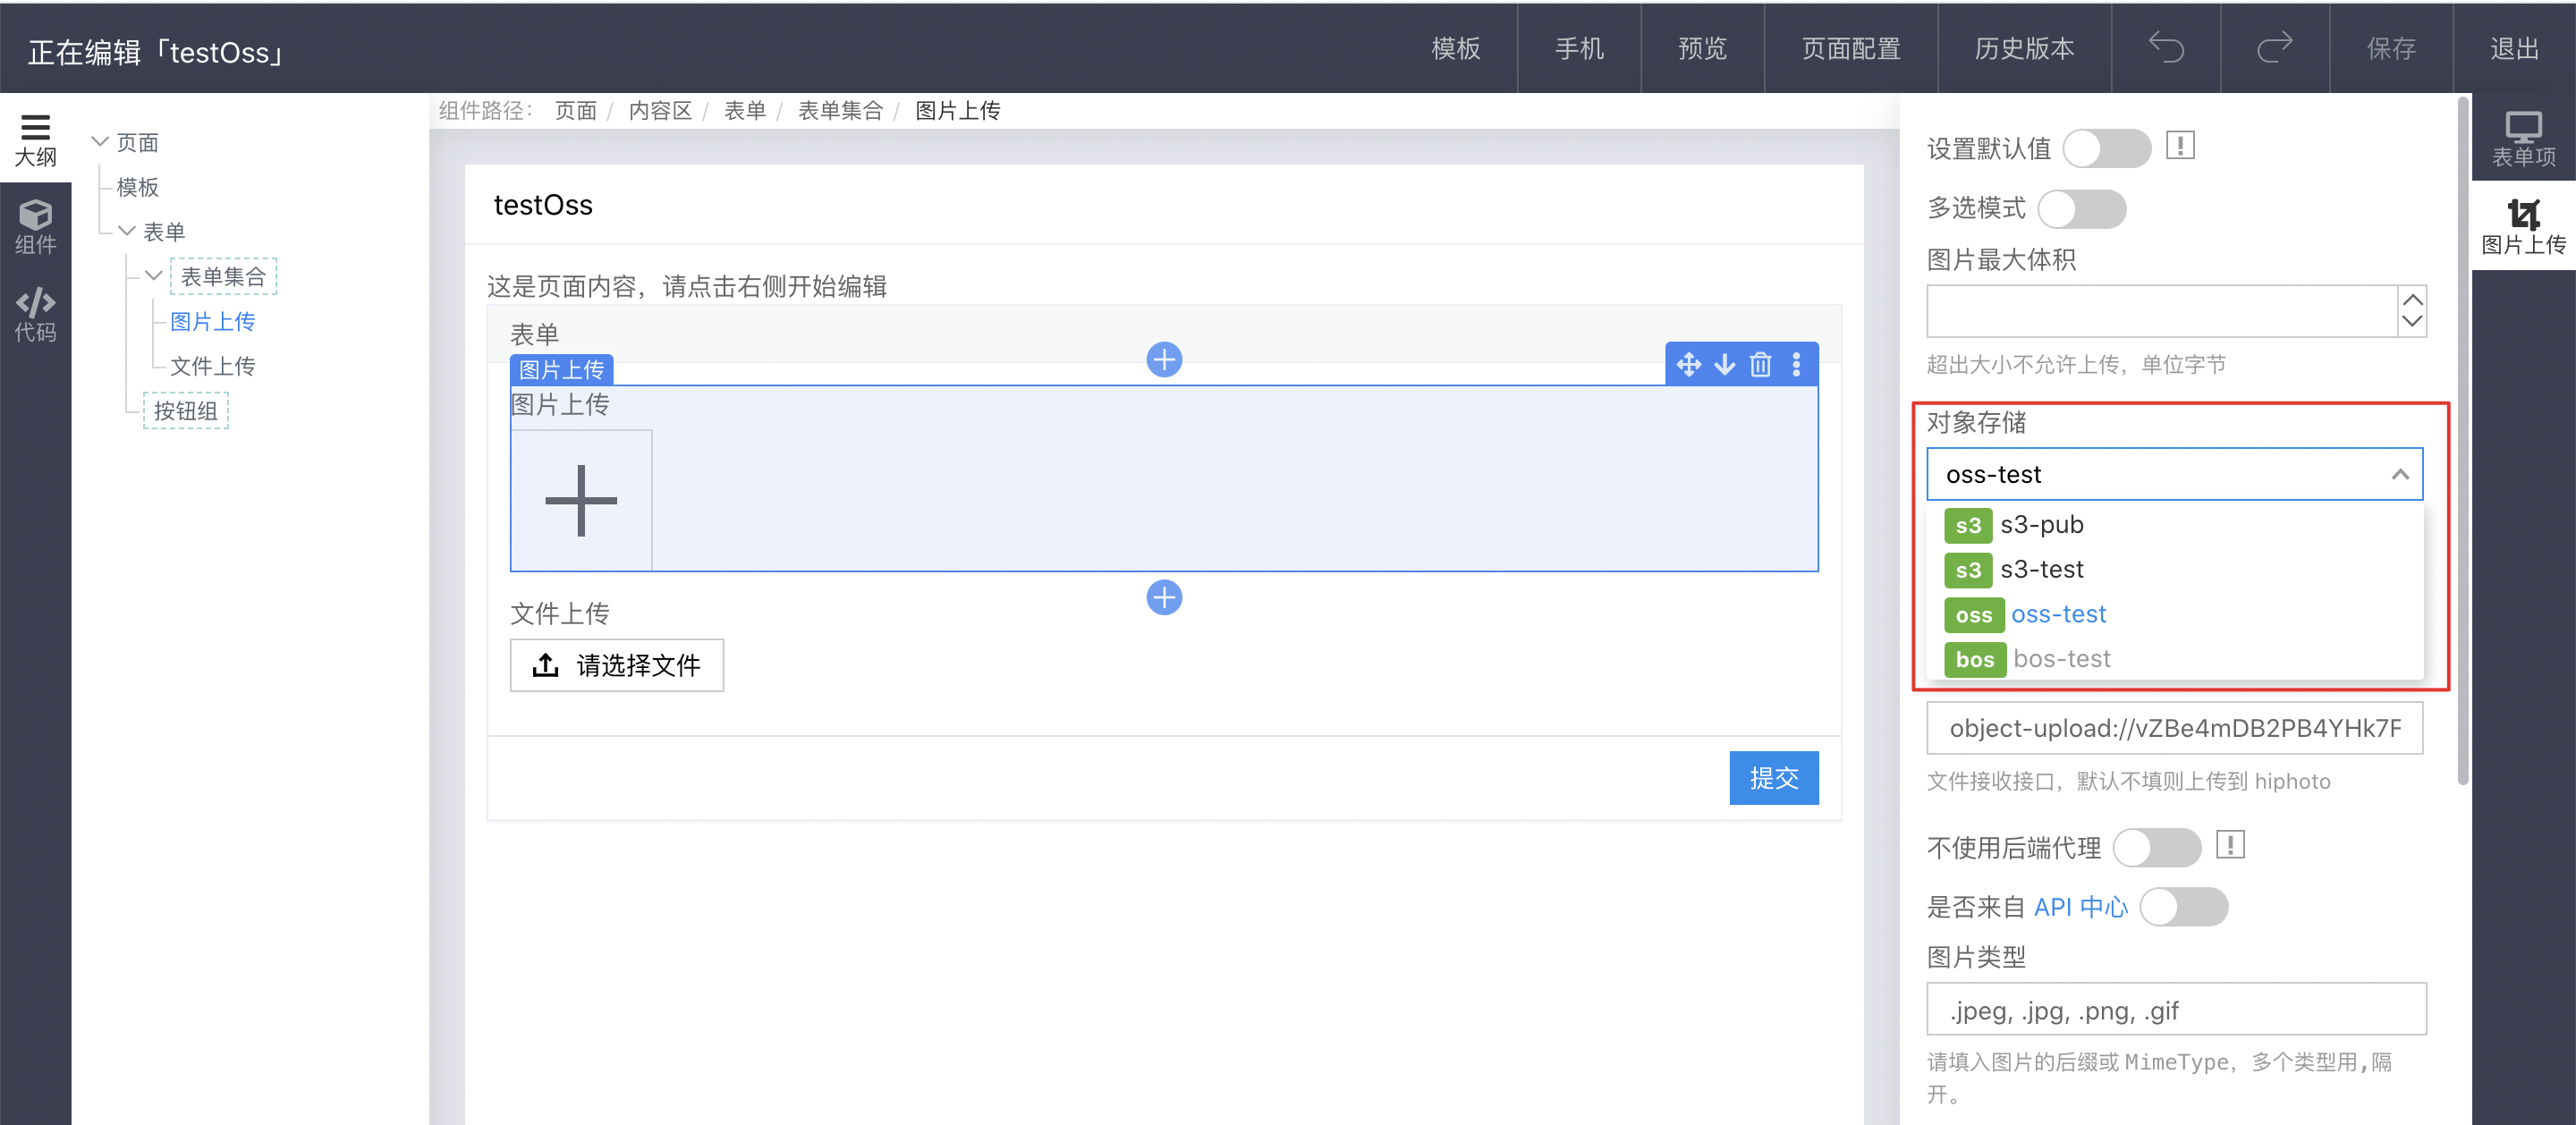 正在编辑「testOss」
模板
手机
预览
页面配置
历史版本
保存
退出
大纲
组件
代码
页面
模板
表单
表单集合
图片上传
文件上传
按钮组
组件路径： 页面 / 内容区 / 表单 / 表单集合 / 图片上传
testOss
这是页面内容，请点击右侧开始编辑
表单
图片上传
图片上传
文件上传
请选择文件
提交
设置默认值
多选模式
图片最大体积
超出大小不允许上传，单位字节
对象存储
oss-test
s3 s3-pub
s3 s3-test
oss oss-test
bos bos-test
object-upload://vZBe4mDB2PB4YHk7F
文件接收接口，默认不填则上传到 hiphoto
不使用后端代理
是否来自 API 中心
图片类型
.jpeg, .jpg, .png, .gif
请填入图片的后缀或 MimeType，多个类型用,隔
开。
表单项
图片上传